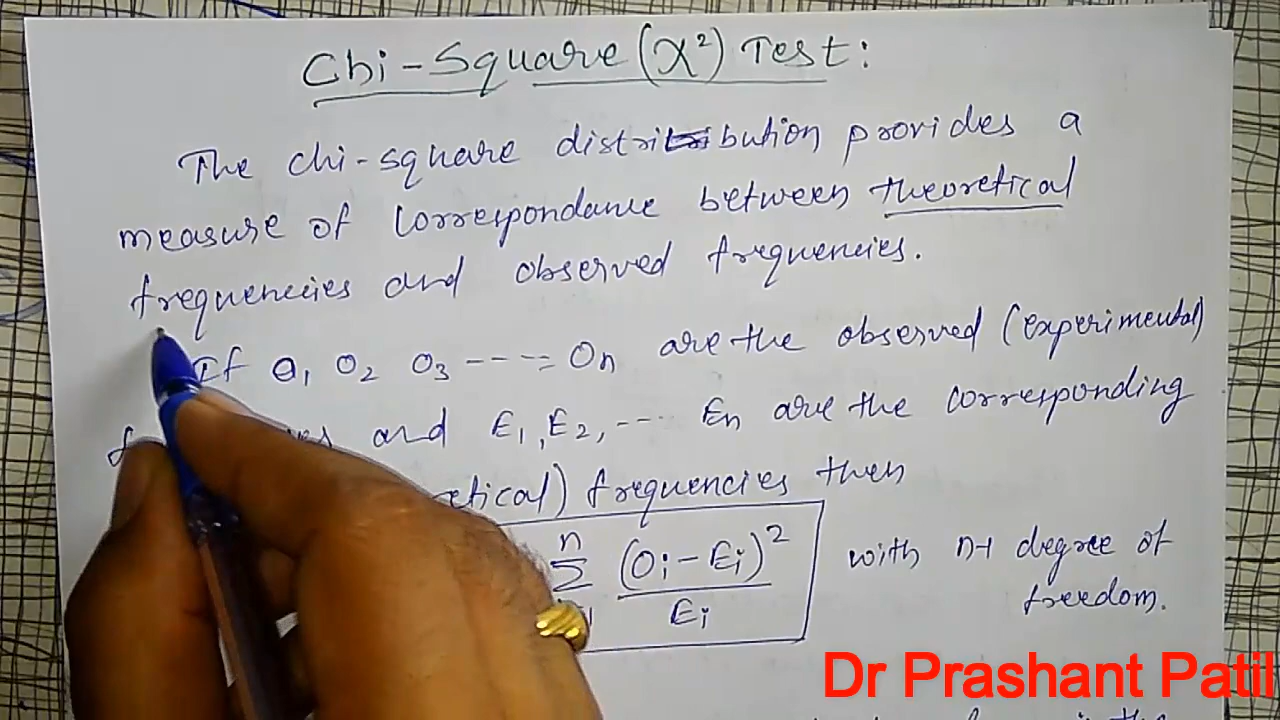 Chi-Square (χ²) Test:
The chi-square distribution provides a
measure of correspondance between theoretical
frequencies and observed frequencies.
If O1 O2 O3 ---- On are the observed (experimental)
and E1, E2, --- En are the corresponding
frequencies then
n
Σ (Oi-Ei)² / Ei with n-1 degree of
freedom.
Dr Prashant Patil